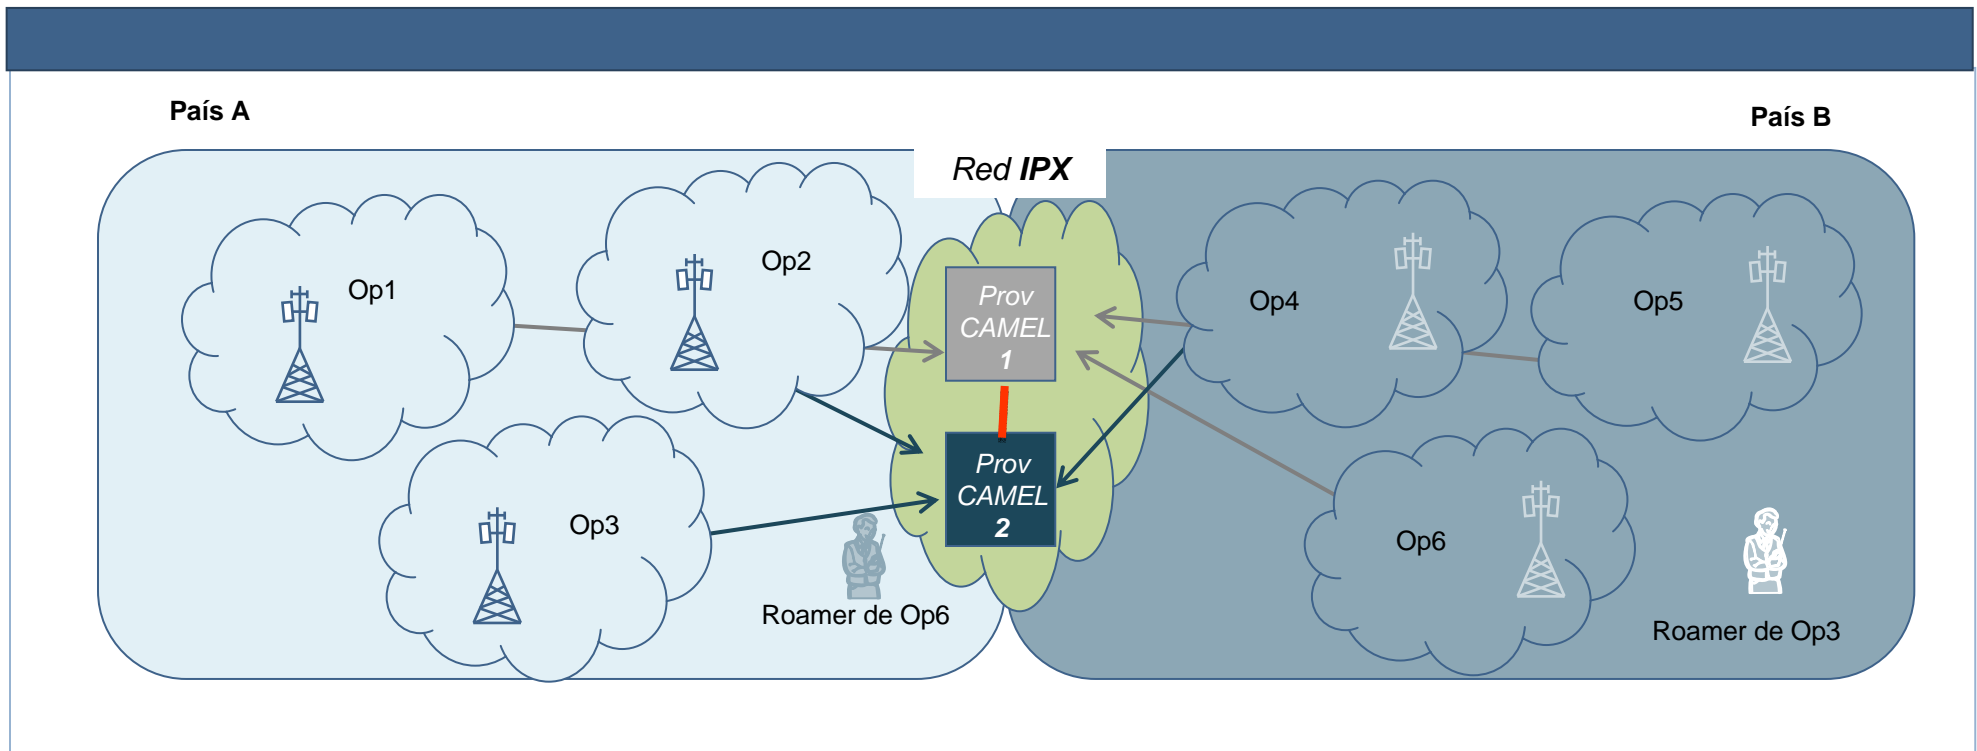 País A
País B
Red IPX
Op1
Op2
Prov
CAMEL
1
Op4
Op5
Prov
CAMEL
2
Op3
Op6
Roamer de Op6
Roamer de Op3